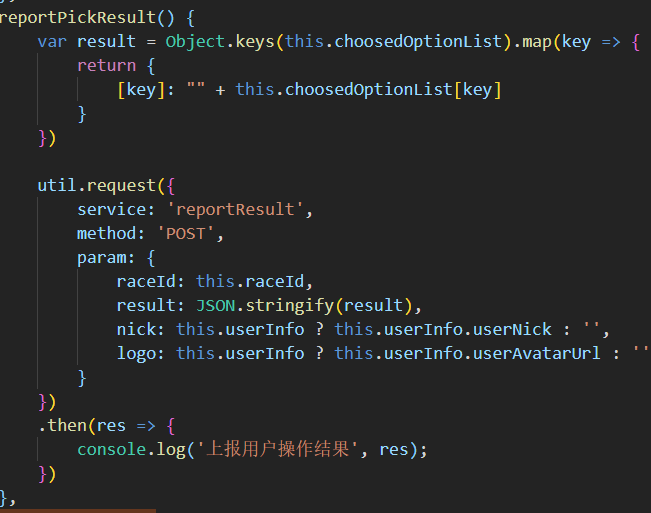 reportPickResult() {
var result = Object.keys(this.choosedOptionList).map(key => {
return {
[key]: "" + this.choosedOptionList[key]
}
})
util.request({
service: 'reportResult',
method: 'POST',
param: {
raceId: this.raceId,
result: JSON.stringify(result),
nick: this.userInfo ? this.userInfo.userNick : '',
logo: this.userInfo ? this.userInfo.userAvatarUrl : ''
}
})
.then(res => {
console.log('上报用户操作结果', res);
})
},